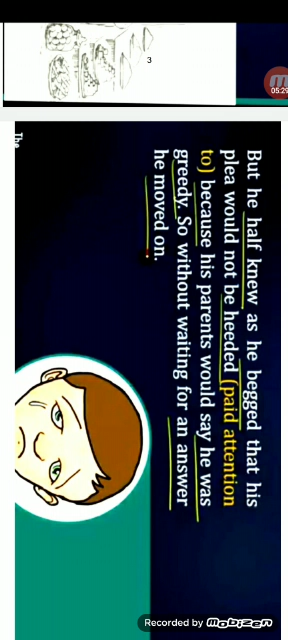 3
05:29
But he half knew as he begged that his
plea would not be heeded (paid attention
to) because his parents would say he was
greedy. So without waiting for an answer
he moved on.
The
Recorded by mobizen